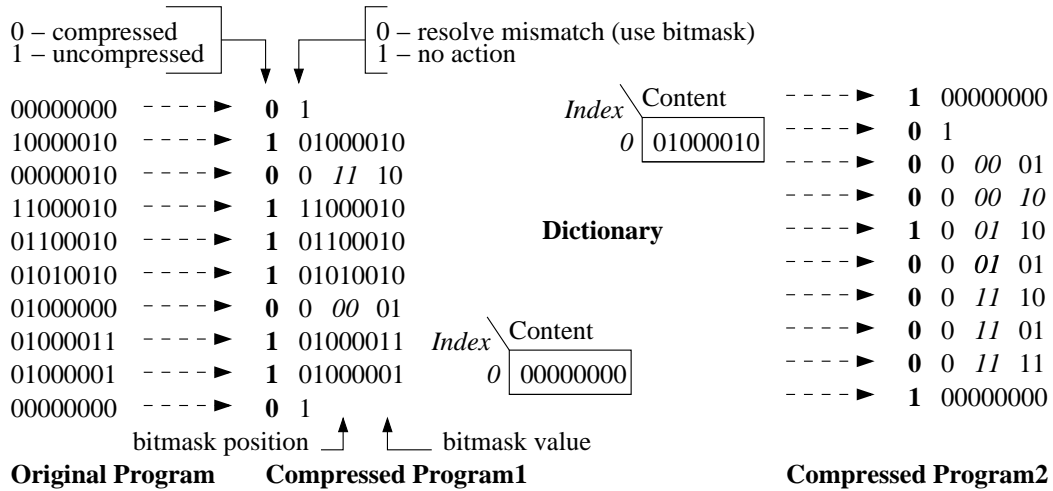 0 – compressed
1 – uncompressed
0 – resolve mismatch (use bitmask)
1 – no action
00000000 0 1
10000010 1 01000010
00000010 0 0 11 10
11000010 1 11000010
01100010 1 01100010
01010010 1 01010010
01000000 0 0 00 01
01000011 1 01000011
01000001 1 01000001
00000000 0 1
bitmask position
bitmask value
Index Content
0 01000010
Dictionary
Index Content
0 00000000
1 00000000
0 1
0 0 00 01
0 0 00 10
1 0 01 10
0 0 01 01
0 0 11 10
0 0 11 01
0 0 11 11
1 00000000
Original Program
Compressed Program1
Compressed Program2